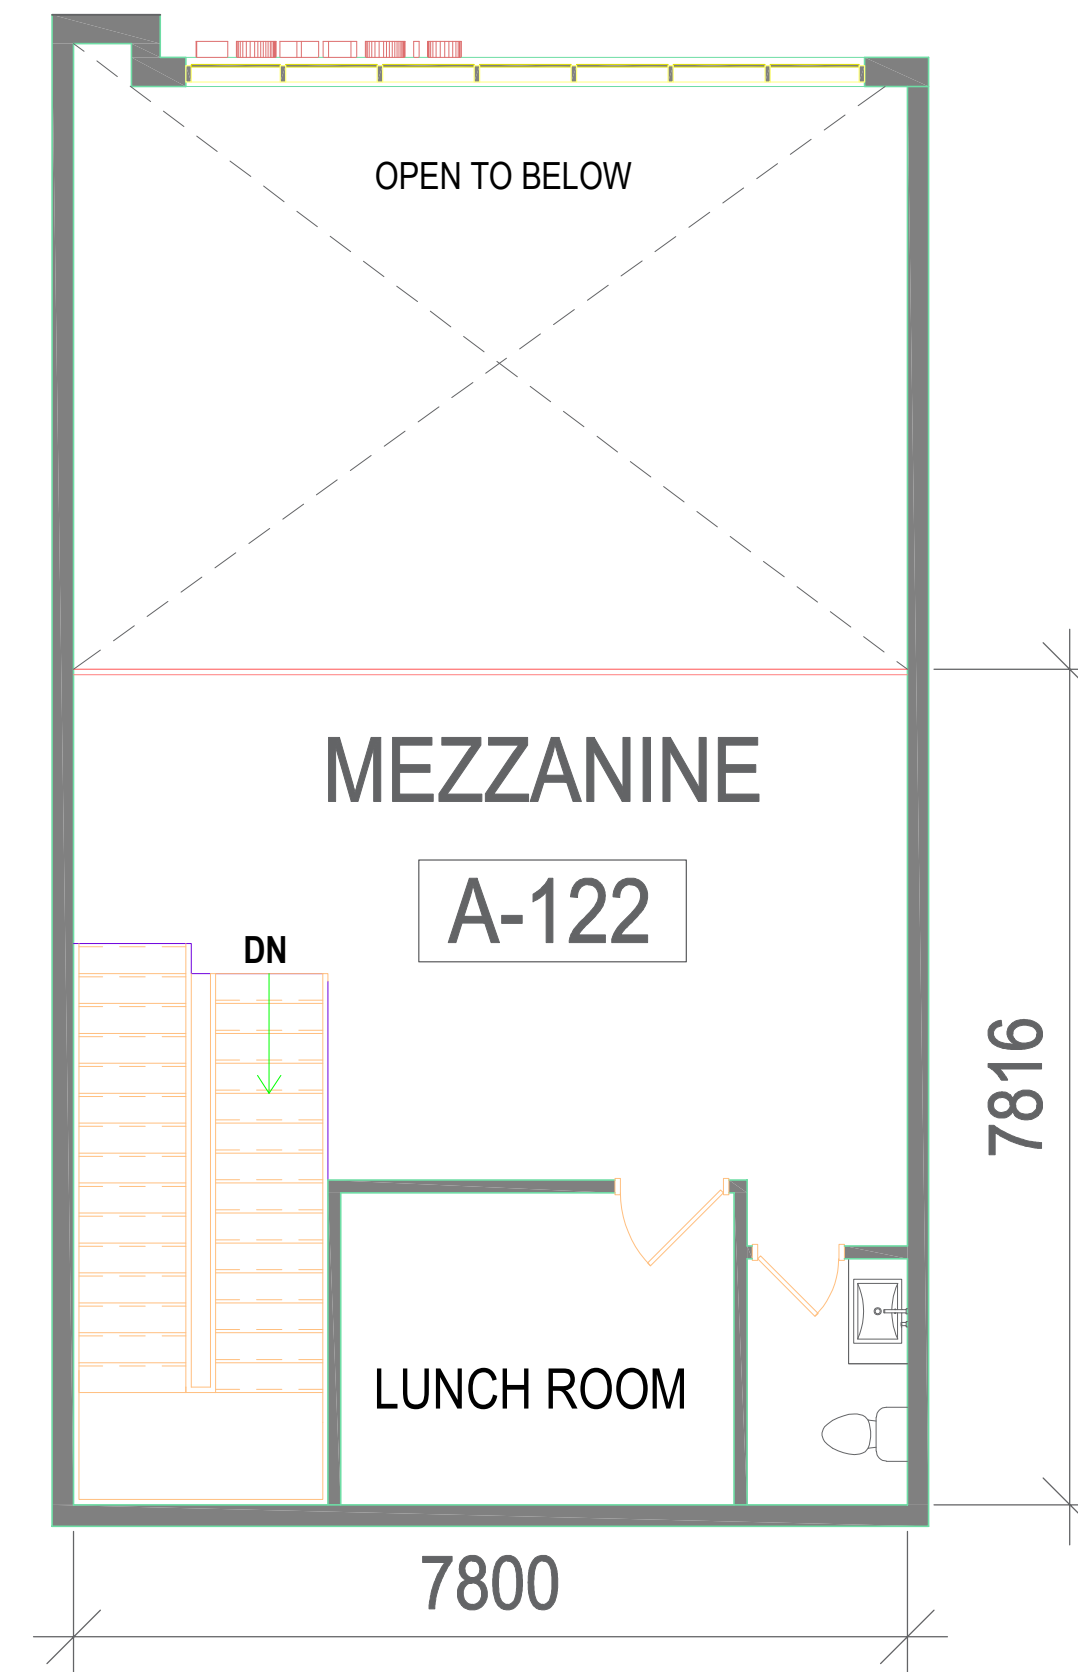 OPEN TO BELOW
MEZZANINE
A-122
DN
7816
LUNCH ROOM
7800